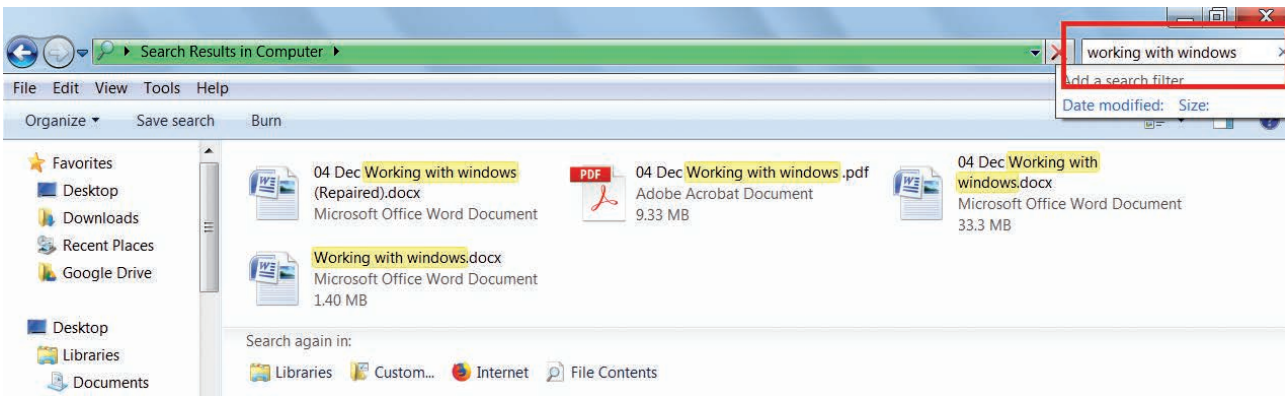 Search Results in Computer
working with windows
File Edit View Tools Help
Add a search filter
Date modified: Size:
Organize Save search Burn
Favorites
Desktop
Downloads
Recent Places
Google Drive
Desktop
Libraries
Documents
04 Dec Working with windows
(Repaired).docx
Microsoft Office Word Document
PDF
04 Dec Working with windows .pdf
Adobe Acrobat Document
9.33 MB
04 Dec Working with
windows.docx
Microsoft Office Word Document
33.3 MB
Working with windows.docx
Microsoft Office Word Document
1.40 MB
Search again in:
Libraries Custom... Internet File Contents